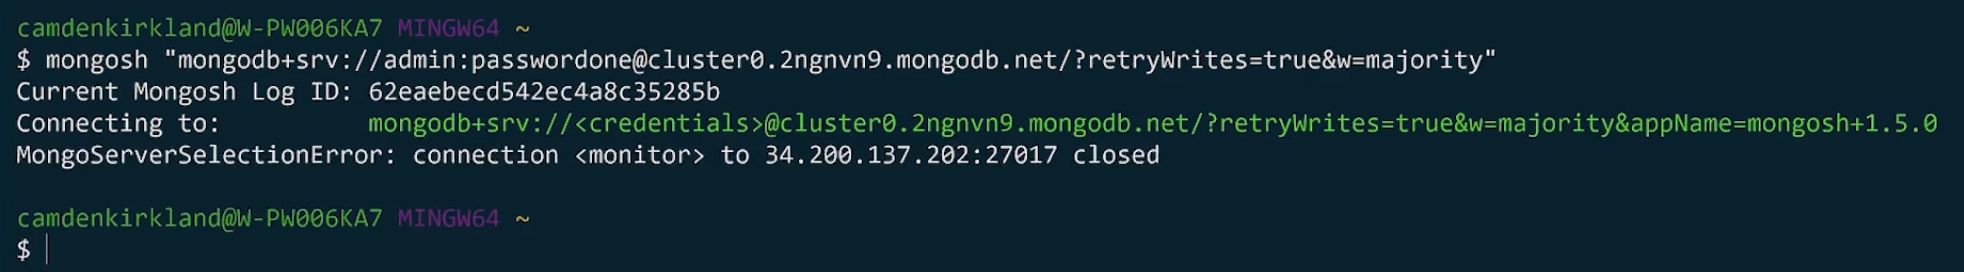 camdenkirkland@W-PW006KA7 MINGW64 ~
$ mongosh "mongodb+srv://admin:passwordone@cluster0.2ngnvn9.mongodb.net/?retryWrites=true&w=majority"
Current Mongosh Log ID: 62eaebecd542ec4a8c35285b
Connecting to:         mongodb+srv://<credentials>@cluster0.2ngnvn9.mongodb.net/?retryWrites=true&w=majority&appName=mongosh+1.5.0
MongoServerSelectionError: connection <monitor> to 34.200.137.202:27017 closed
camdenkirkland@W-PW006KA7 MINGW64 ~
$